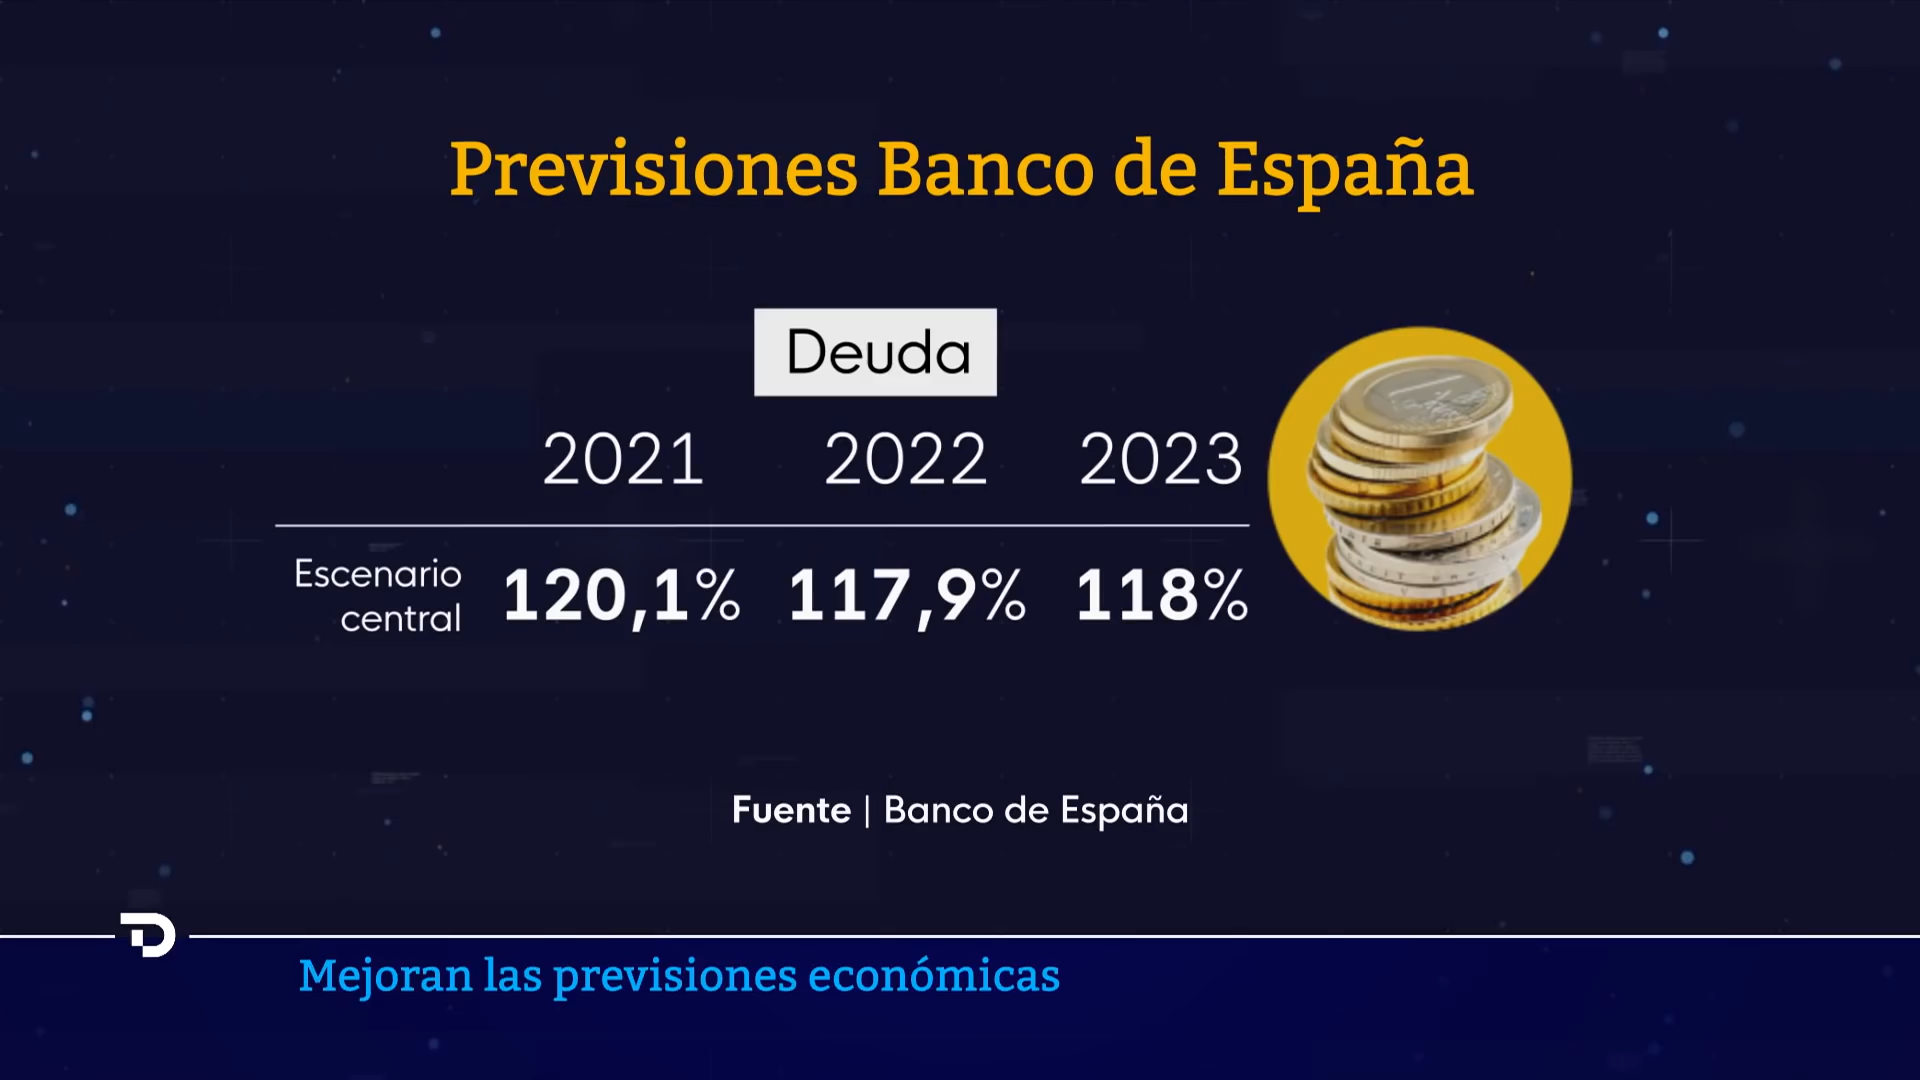 Previsiones Banco de España
Deuda
2021 2022 2023
Escenario
central
120,1% 117,9% 118%
Fuente | Banco de España
Mejoran las previsiones económicas